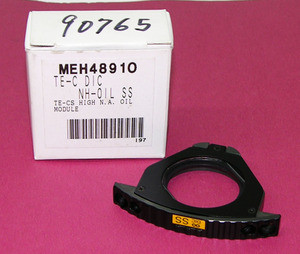 90765
MEH48910
TE-C DIC
NH-OIL SS
TE-CS HIGH N.A. OIL
MODULE
197
SS